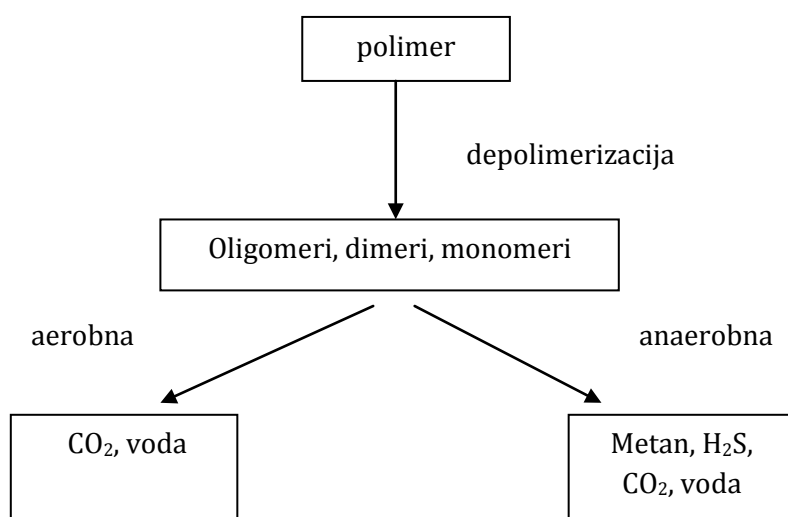 polimer
depolimerizacija
Oligomeri, dimeri, monomeri
aerobna
anaerobna
CO₂, voda
Metan, H₂S,
CO₂, voda